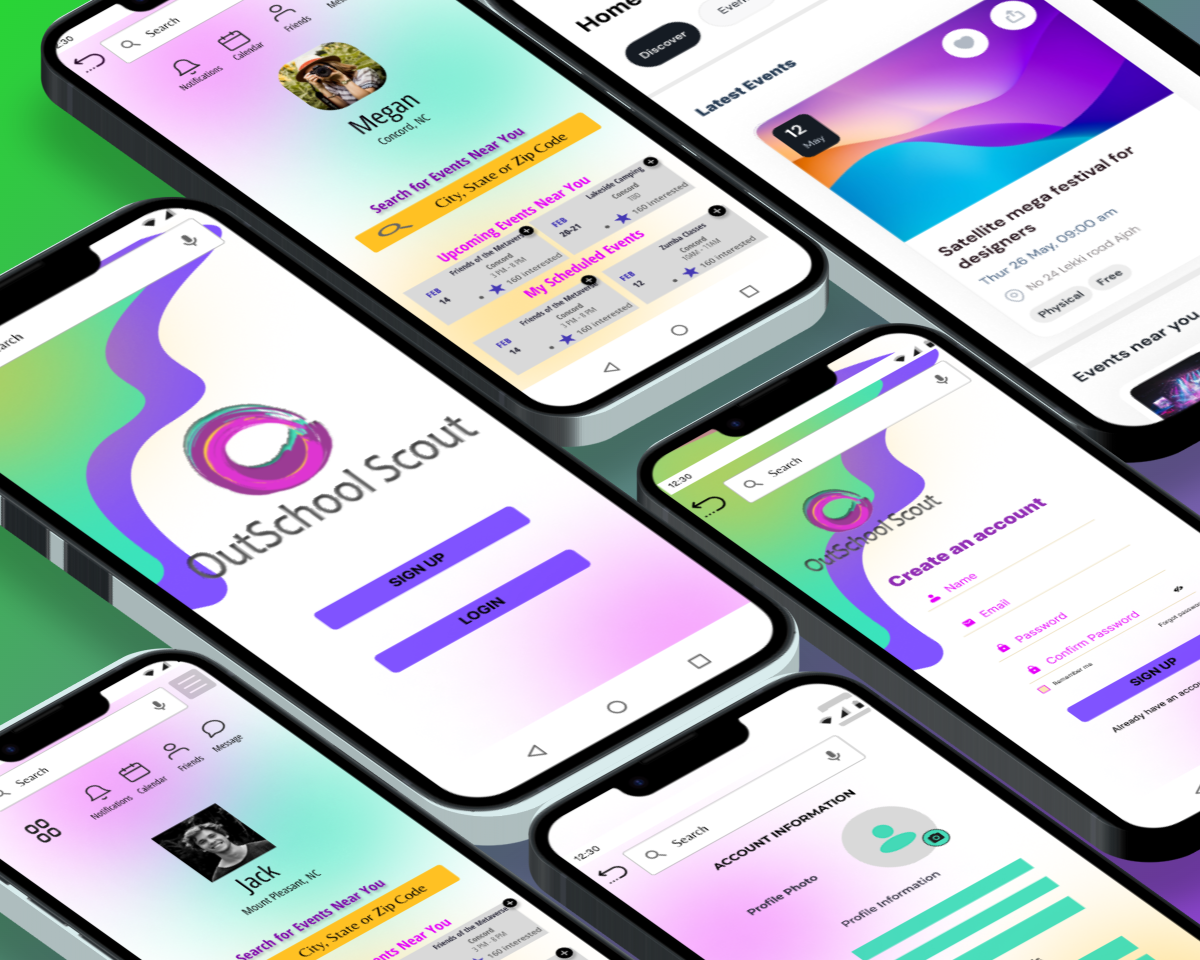 :30
Search
Notifications
Calendar
Friends
Megan
Concord, NC
Search for Events Near You
City, State or Zip Code
Upcoming Events Near You
FEB
14
Friends of the Metaverse
Concord
3 PM - 8 PM
160 interested
FEB
20-21
Lakeside Camping
Concord
160 interested
My Scheduled Events
FEB
14
Friends of the Metaverse
Concord
3 PM - 8 PM
160 interested
FEB
12
Zumba Classes
Concord
10AM - 11AM
160 interested
Home
Discover
Latest Events
12
May
Satellite mega festival for
designers
Thur 26 May, 09:00 am
No 24 Lekki road Ajoh
Physical
Free
Events near you
arch
OutSchool Scout
SIGN UP
LOGIN
12:30
Search
OutSchool Scout
Create an account
Name
Email
Password
Confirm Password
Remember me
Forgot passwor
SIGN UP
Already have an accou
Search
Notifications
Calendar
Friends
Message
Jack
Mount Pleasant, NC
Search for Events Near You
City, State or Zip Code
Events Near You
Friends of the Metaverse
Concord
3 PM - 8 PM
160 interested
12:30
Search
ACCOUNT INFORMATION
Profile Photo
Profile Information